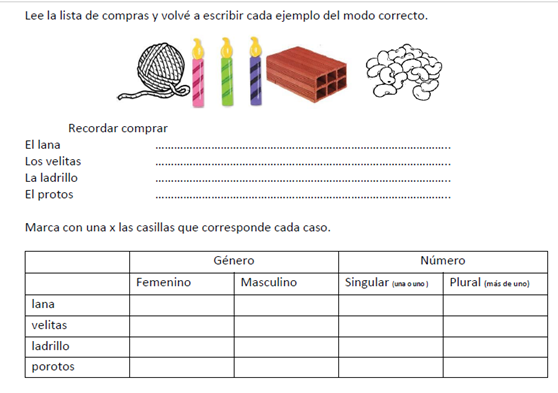 Lee la lista de compras y volvé a escribir cada ejemplo del modo correcto.
Recordar comprar
El lana ................................................................................................
Los velitas ................................................................................................
La ladrillo ................................................................................................
El protos ................................................................................................
Marca con una x las casillas que corresponde cada caso.
Género Número
Femenino Masculino Singular (una o uno ) Plural (más de uno)
lana
velitas
ladrillo
porotos